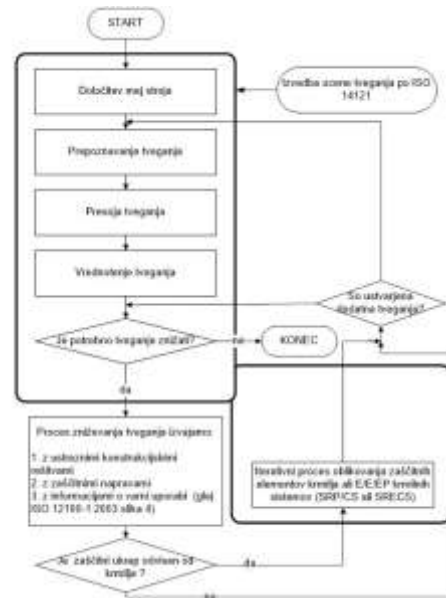 START
Določitev mej stroja
Izvedba ocene tveganja po ISO
14121
Prepoznavanje tveganja
Presoja tveganja
Vrednotenje tveganja
So ustvarjena
dodatna tveganja?
Je potrebno tveganje znižati?
ne
KONEC
da
Proces zniževanja tveganja izvajamo:
1. z ustreznimi konstrukcijskimi
rešitvami
2. z zaščitnimi napravami
3. z informacijami o varni uporabi (glej
ISO 12100-1:2003 slika 4)
Iterativni proces oblikovanja zaščitnih
elementov krmilja ali E/E/EP krmilnih
sistemov (SRP/CS ali SRECS)
Je zaščitni ukrep odvisen od
krmilja ?
da
ne